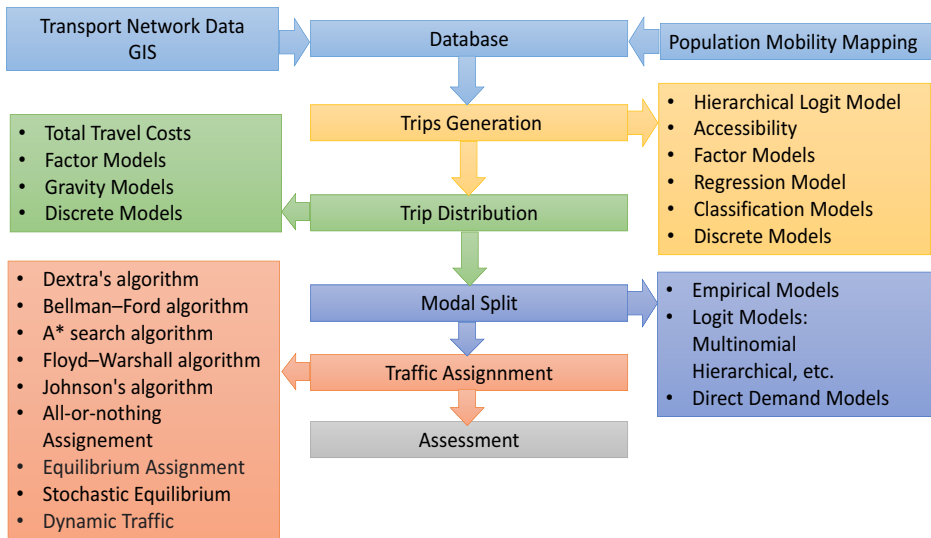 Transport Network Data
GIS
Database
Population Mobility Mapping
Trips Generation
• Hierarchical Logit Model
• Accessibility
• Factor Models
• Regression Model
• Classification Models
• Discrete Models
• Total Travel Costs
• Factor Models
• Gravity Models
• Discrete Models
Trip Distribution
Modal Split
• Empirical Models
• Logit Models:
Multinomial
Hierarchical, etc.
• Direct Demand Models
• Dextra's algorithm
• Bellman–Ford algorithm
• A* search algorithm
• Floyd–Warshall algorithm
• Johnson's algorithm
• All-or-nothing
Assignement
• Equilibrium Assignment
• Stochastic Equilibrium
• Dynamic Traffic
Traffic Assignnment
Assessment